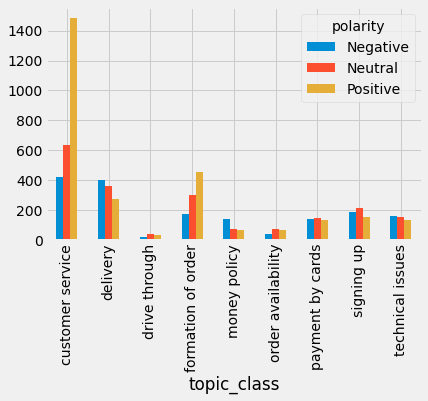 polarity
Negative
Neutral
Positive
1400
1200
1000
800
600
400
200
0
customer service
delivery
drive through
formation of order
money policy
order availability
payment by cards
signing up
technical issues
topic_class